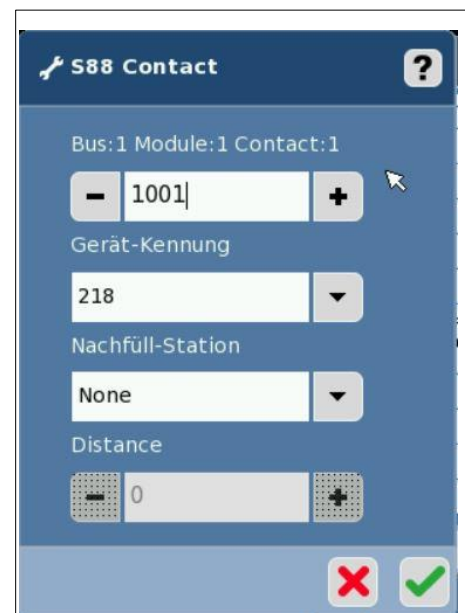 S88 Contact
?
Bus:1 Module:1 Contact:1
- 1001 +
Gerät-Kennung
218
Nachfüll-Station
None
Distance
- 0 +